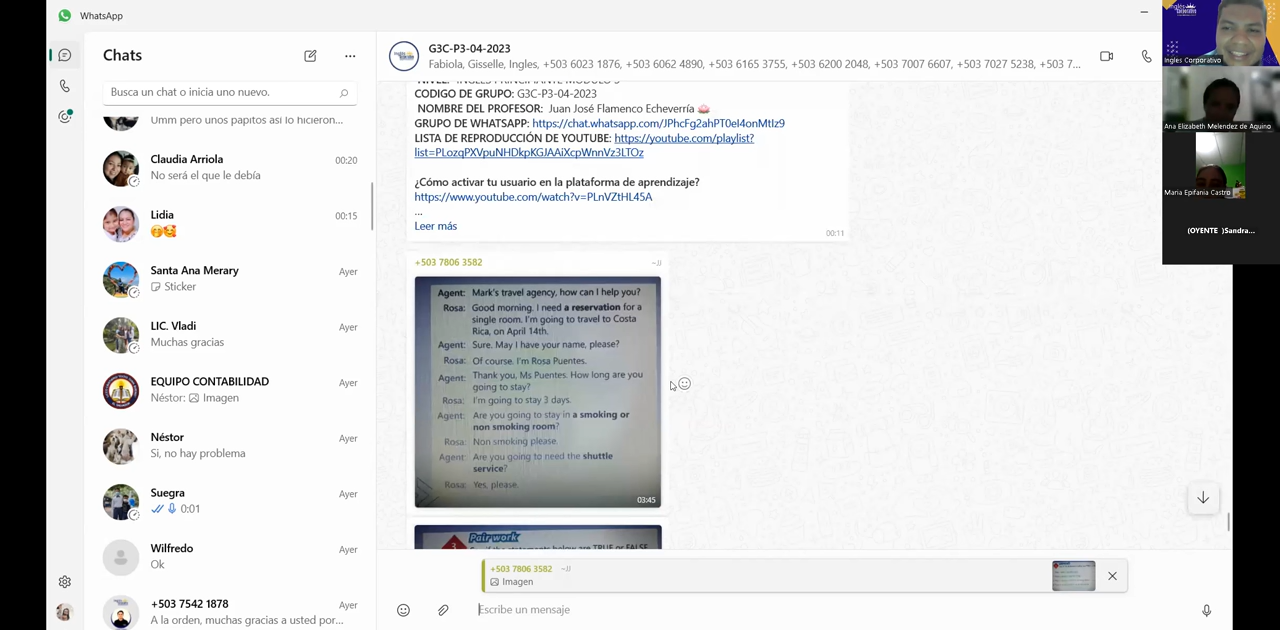 WhatsApp
Chats
Busca un chat o inicia uno nuevo.
Umm pero unos papitos asi lo hicieron...
Claudia Arriola
00:20
No será el que le debía
Lidia
00:15
Santa Ana Merary
Ayer
Sticker
LIC. Vladi
Ayer
Muchas gracias
EQUIPO CONTABILIDAD
Ayer
Néstor: Imagen
Néstor
Ayer
Si, no hay problema
Suegra
Ayer
0:01
Wilfredo
Ayer
Ok
+503 7542 1878
Ayer
A la orden, muchas gracias a usted por...
G3C-P3-04-2023
Fabiola, Gisselle, Ingles, +503 6023 1876, +503 6062 4890, +503 6165 3755, +503 6200 2048, +503 7007 6607, +503 7027 5238, +503 7...
CODIGO DE GRUPO: G3C-P3-04-2023
NOMBRE DEL PROFESOR: Juan José Flamenco Echeverría
GRUPO DE WHATSAPP: https://chat.whatsapp.com/JPhcFg2ahPT0eI4onMtIz9
LISTA DE REPRODUCCIÓN DE YOUTUBE: https://youtube.com/playlist?
list=PLozqPXVpuNHDkpKGJAAiXcpWnnVz3LTOz
¿Cómo activar tu usuario en la plataforma de aprendizaje?
https://www.youtube.com/watch?v=PLnVZtHL45A
...
Leer más
00:11
+503 7806 3582
~JJ
Agent: Mark's travel agency, how can I help you?
Rosa: Good morning. I need a reservation for a
single room. I'm going to travel to Costa
Rica, on April 14th.
Agent: Sure. May I have your name, please?
Rosa: Of course. I'm Rosa Puentes.
Agent: Thank you, Ms Puentes. How long are you
going to stay?
Rosa: I'm going to stay 3 days.
Agent: Are you going to stay in a smoking or
non smoking room?
Rosa: Non smoking please.
Agent: Are you going to need the shuttle
service?
Rosa: Yes, please.
03:45
3
Pair work
+503 7806 3582
~JJ
Imagen
Escribe un mensaje
Ingles Corporativo
Ana Elizabeth Melendez de Aquino
Maria Epifania Castro
(OYENTE )Sandra...